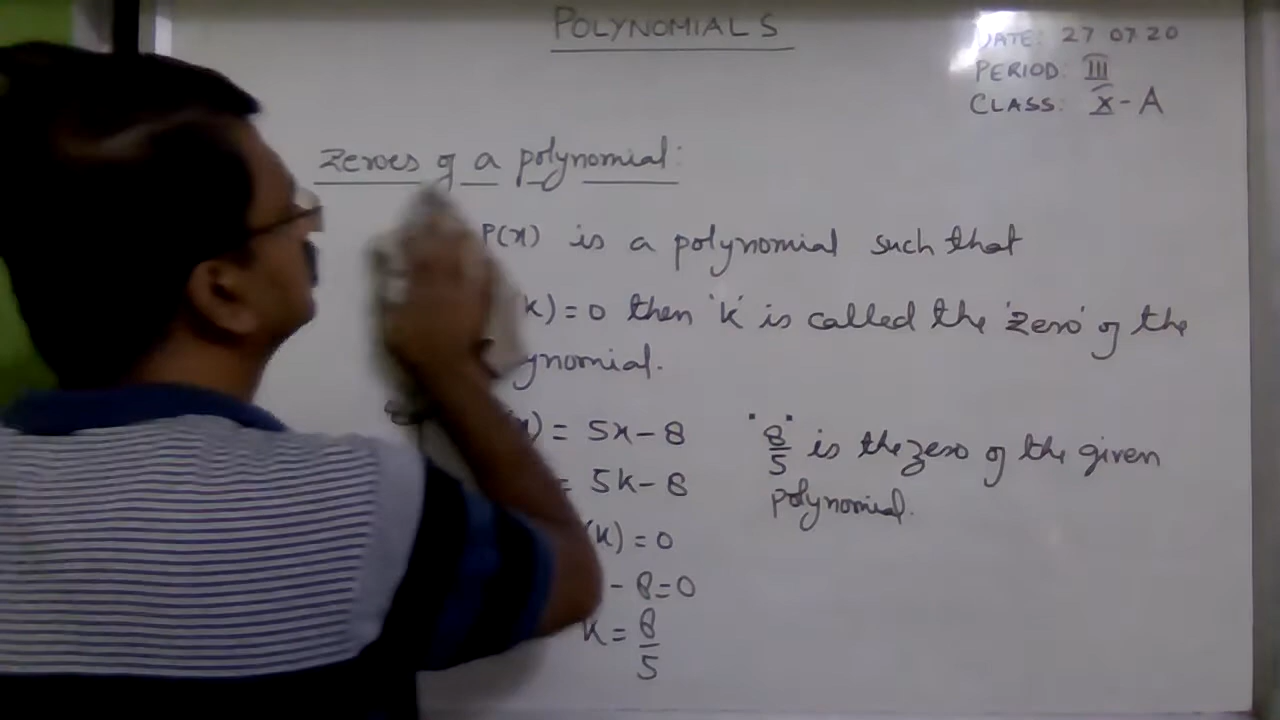 POLYNOMIALS
DATE: 27 07 20
PERIOD: III
CLASS: X - A
Zeroes of a polynomial:
P(x) is a polynomial such that
k) = 0 then 'k' is called the 'zero' of the
ynomial.
x) = 5x - 8
= 5k - 8
(k) = 0
- 8 = 0
k = 8/5
"8/5 is the zero of the given
polynomial.